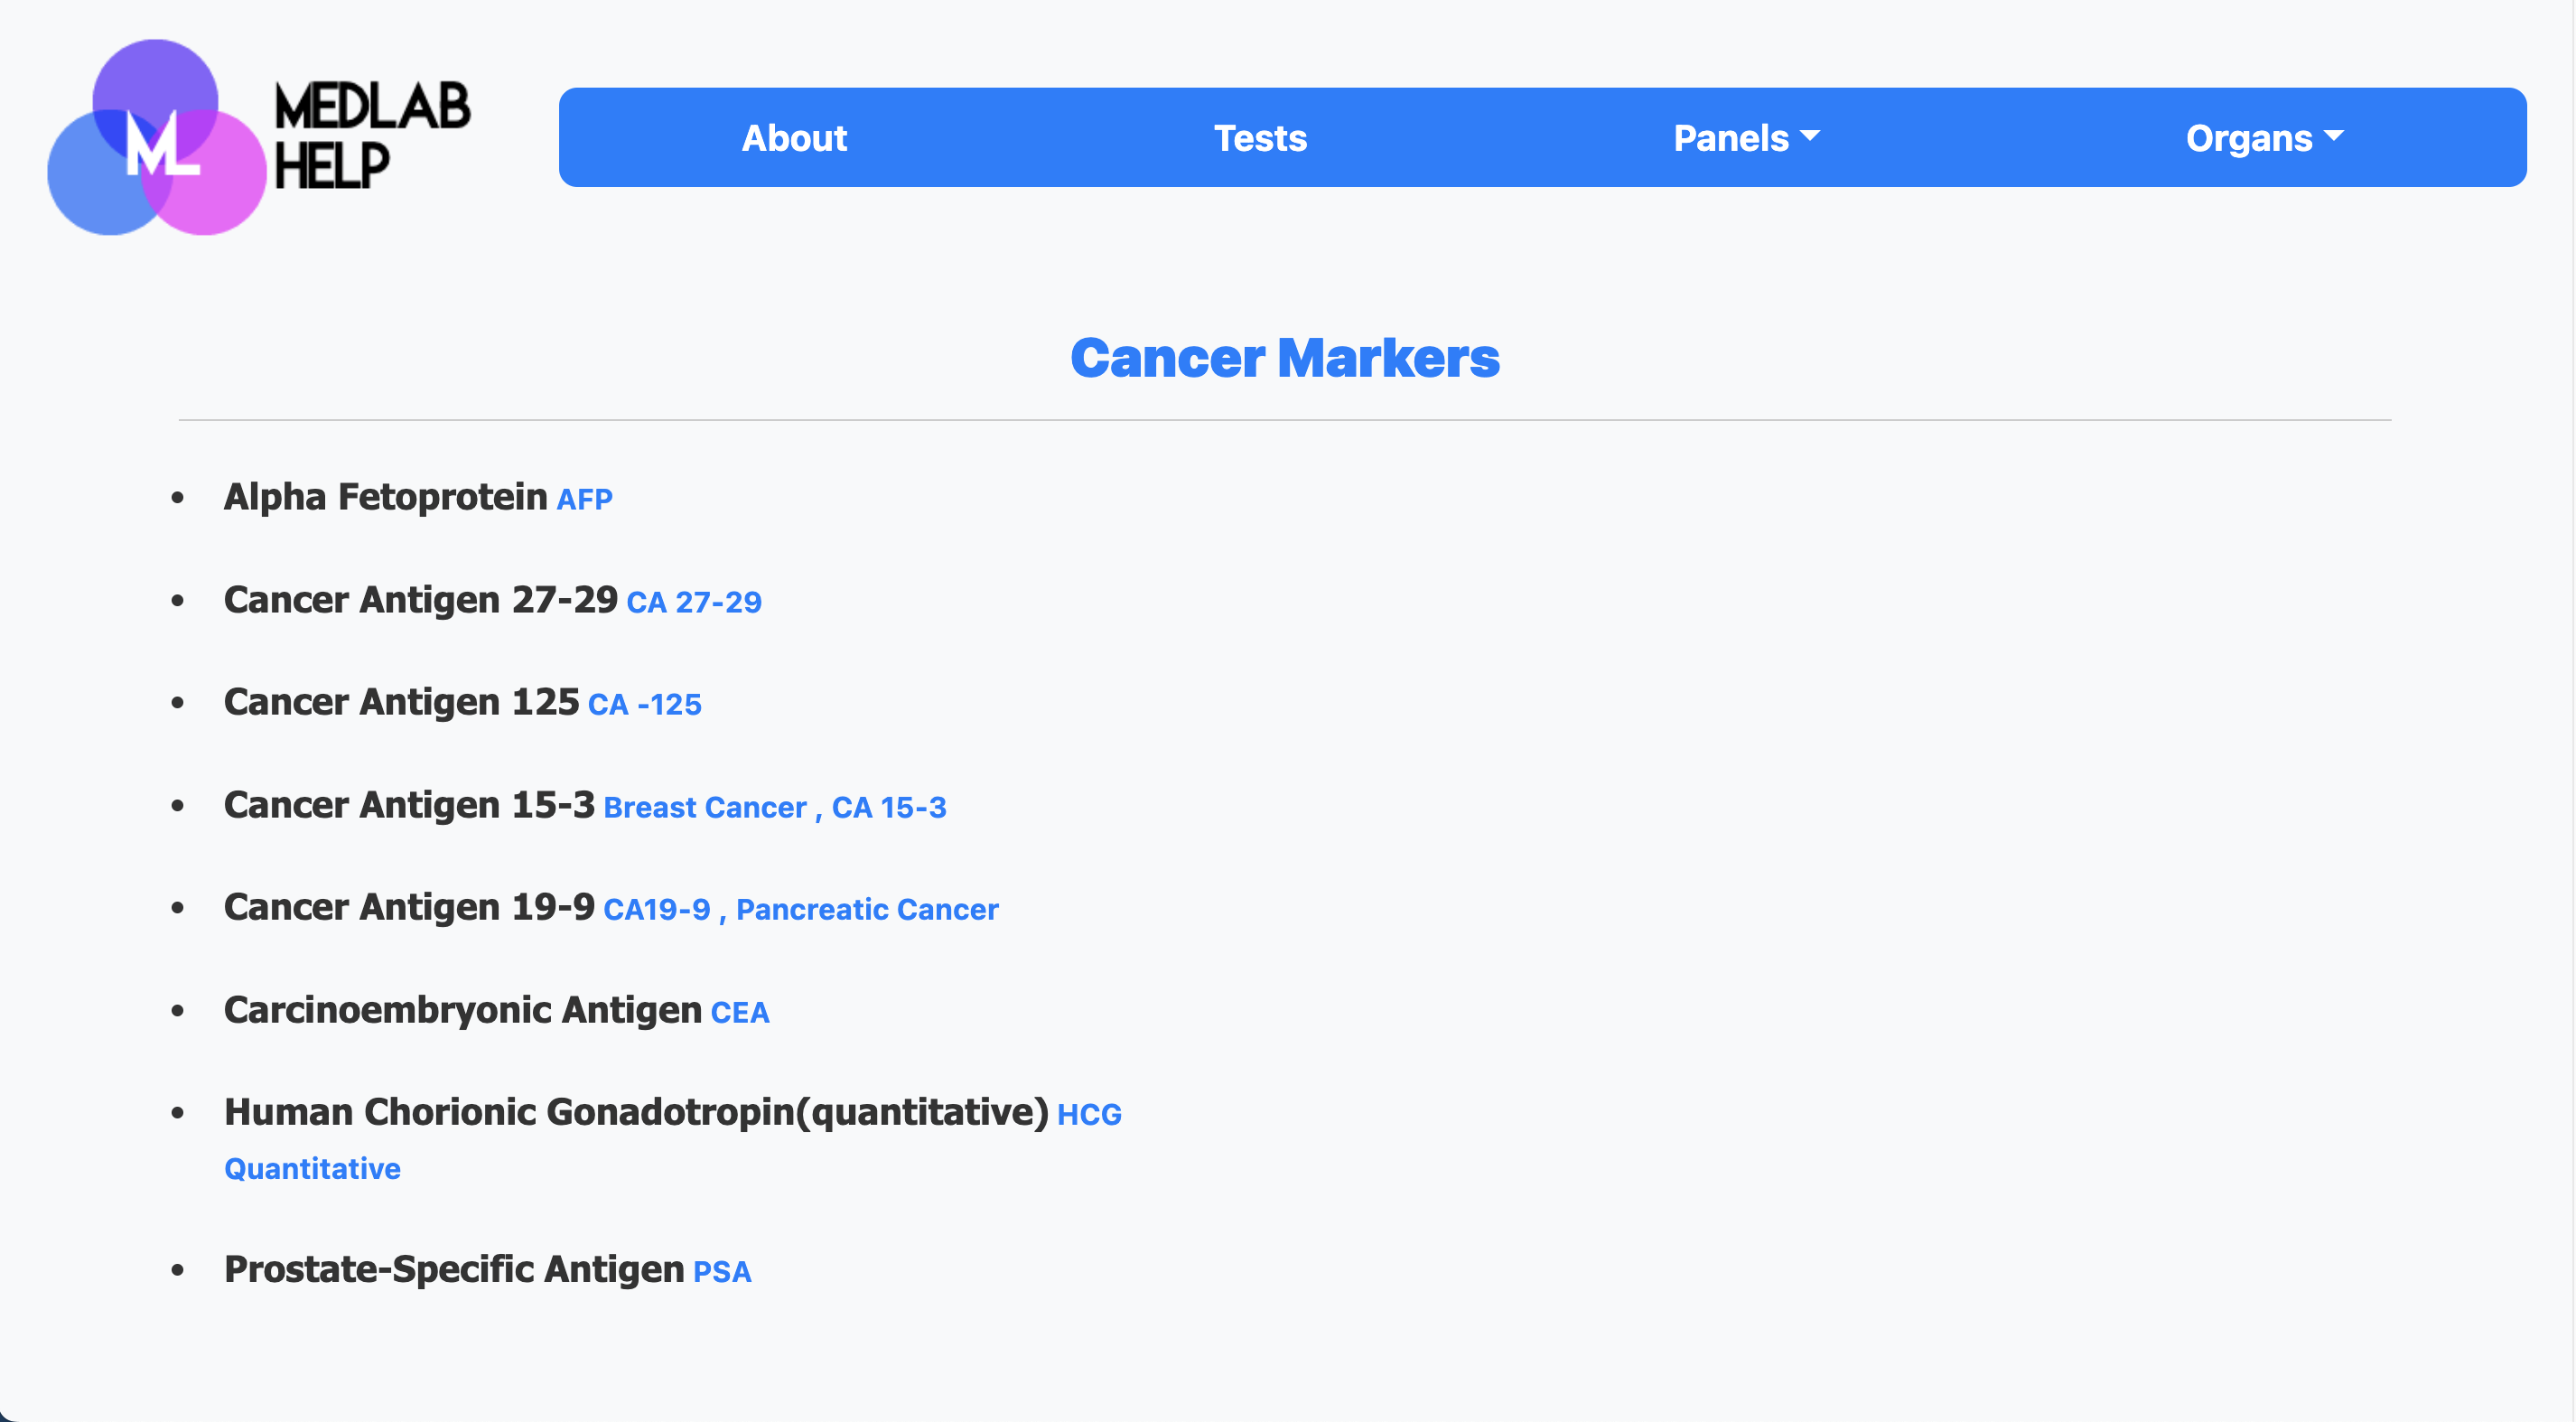 ML MEDLAB
HELP
About Tests Panels Organs
Cancer Markers
• Alpha Fetoprotein AFP
• Cancer Antigen 27-29 CA 27-29
• Cancer Antigen 125 CA -125
• Cancer Antigen 15-3 Breast Cancer , CA 15-3
• Cancer Antigen 19-9 CA19-9 , Pancreatic Cancer
• Carcinoembryonic Antigen CEA
• Human Chorionic Gonadotropin(quantitative) HCG
Quantitative
• Prostate-Specific Antigen PSA